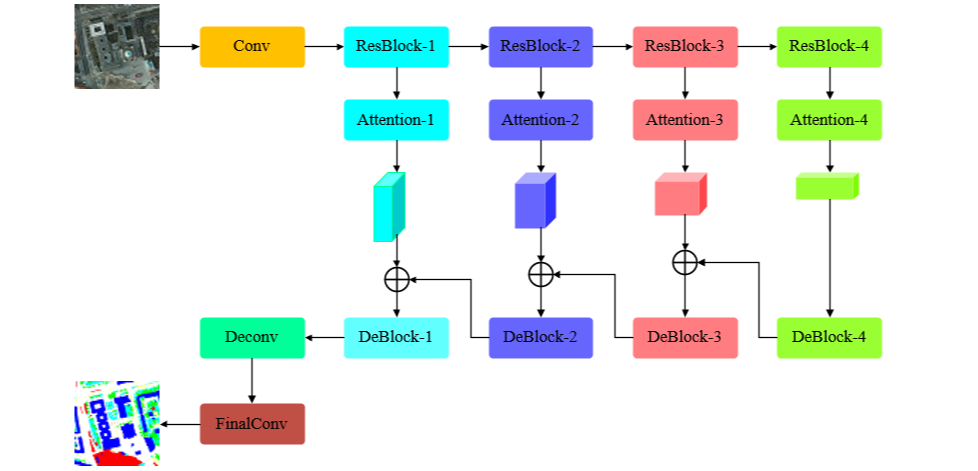 Conv
ResBlock-1
ResBlock-2
ResBlock-3
ResBlock-4
Attention-1
Attention-2
Attention-3
Attention-4
Deconv
DeBlock-1
DeBlock-2
DeBlock-3
DeBlock-4
FinalConv